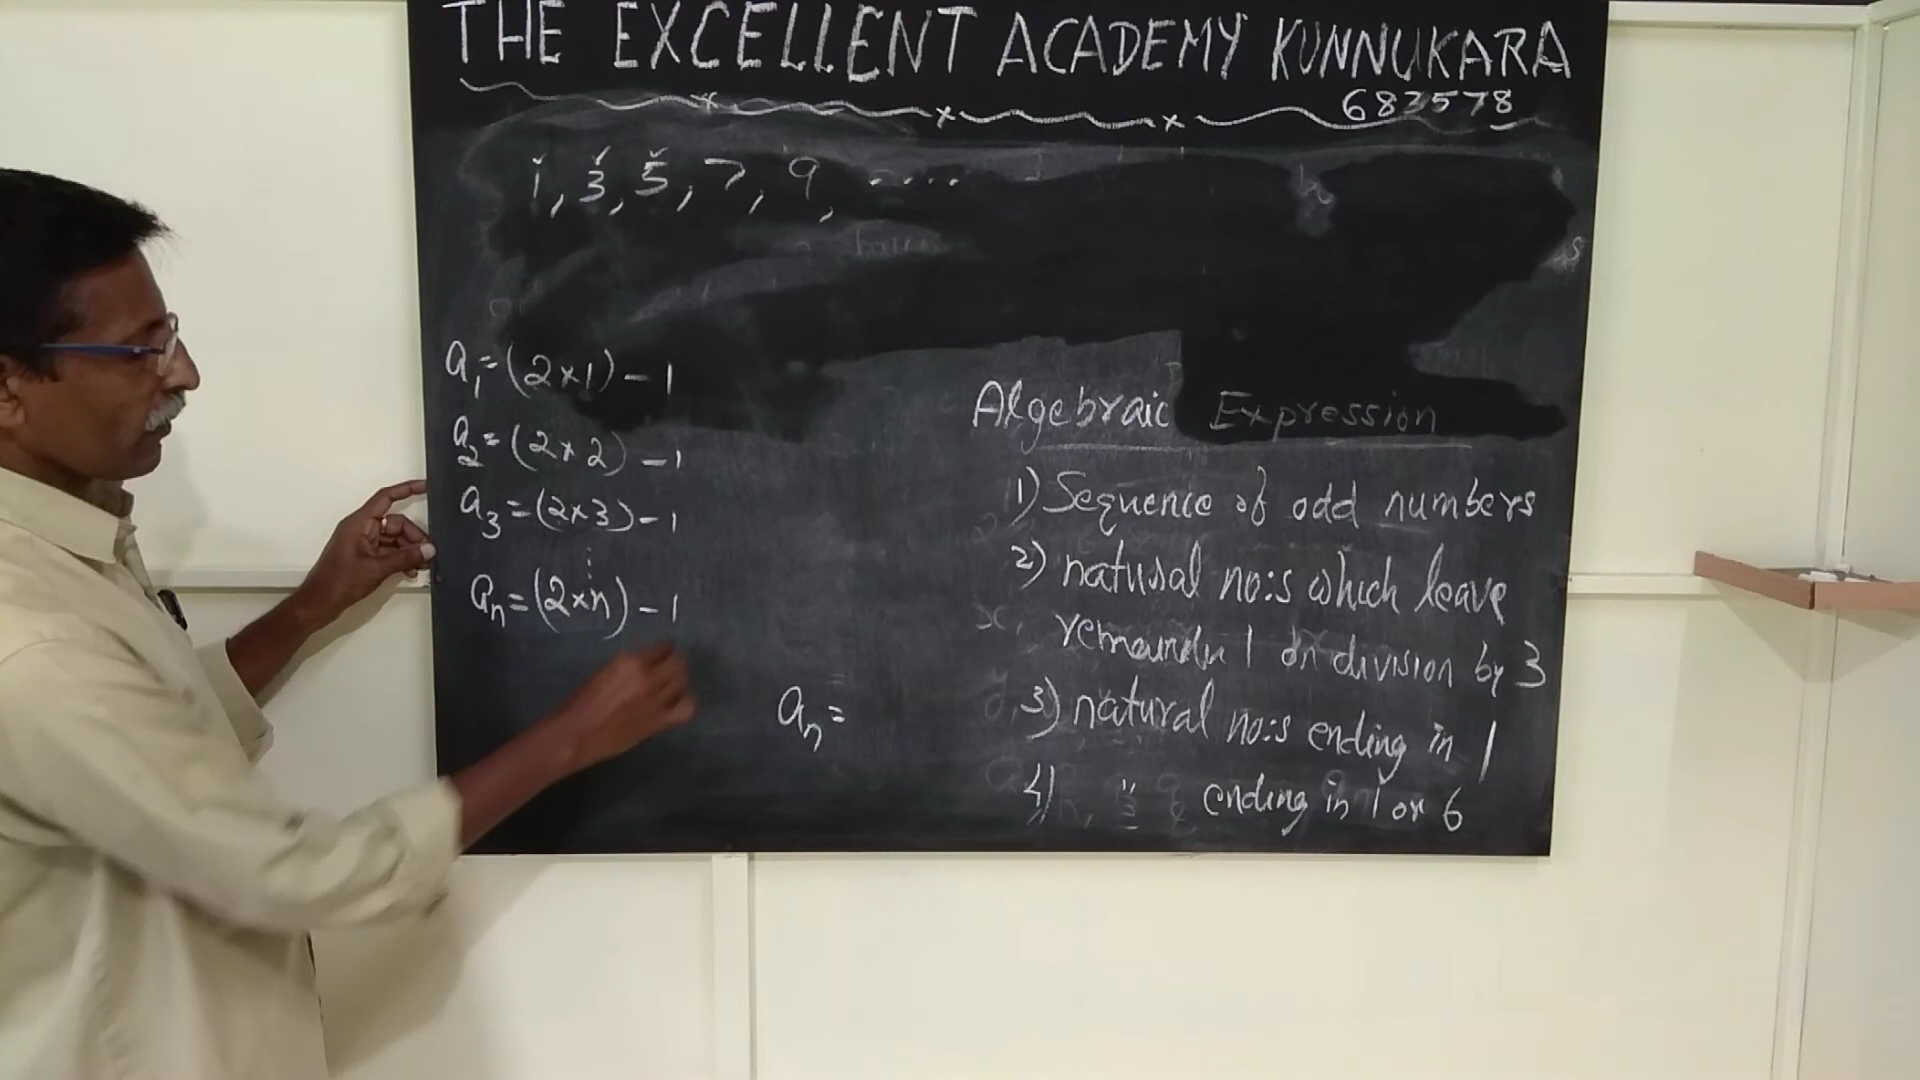 THE EXCELLENT ACADEMY KUNNUKARA
683578
1, 3, 5, 7, 9, ....
a₁ = (2×1) - 1
a₂ = (2×2) - 1
a₃ = (2×3) - 1
⋮
aₙ = (2×n) - 1
aₙ =
Algebraic Expression
1) Sequence of odd numbers
2) natural no:s which leave
remainder 1 on division by 3
3) natural no:s ending in 1
4) " ending in 1 or 6